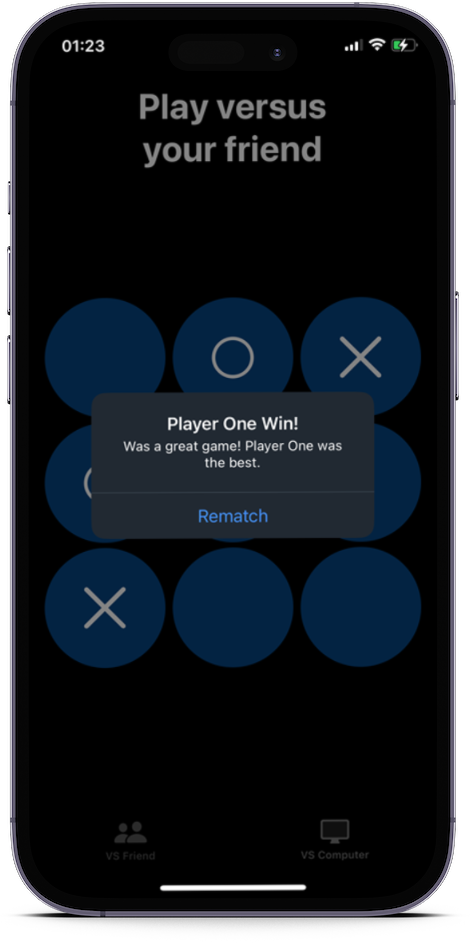 01:23
Play versus
your friend
Player One Win!
Was a great game! Player One was
the best.
Rematch
VS Friend
VS Computer